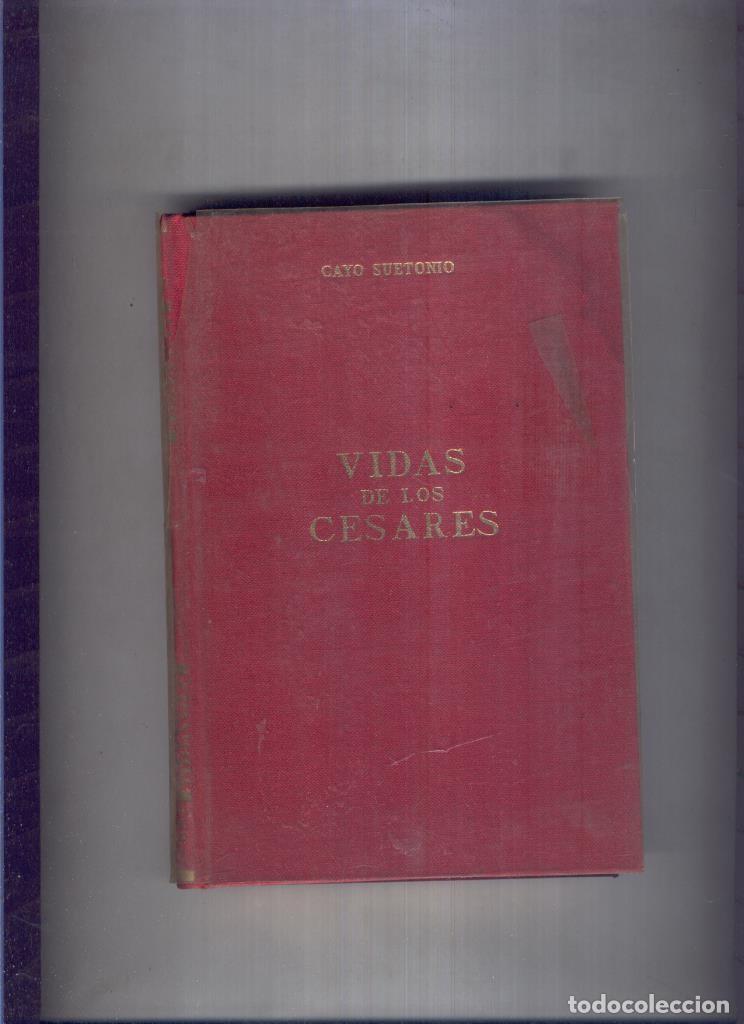 CAYO SUETONIO
VIDAS
DE LOS
CESARES
todocoleccion